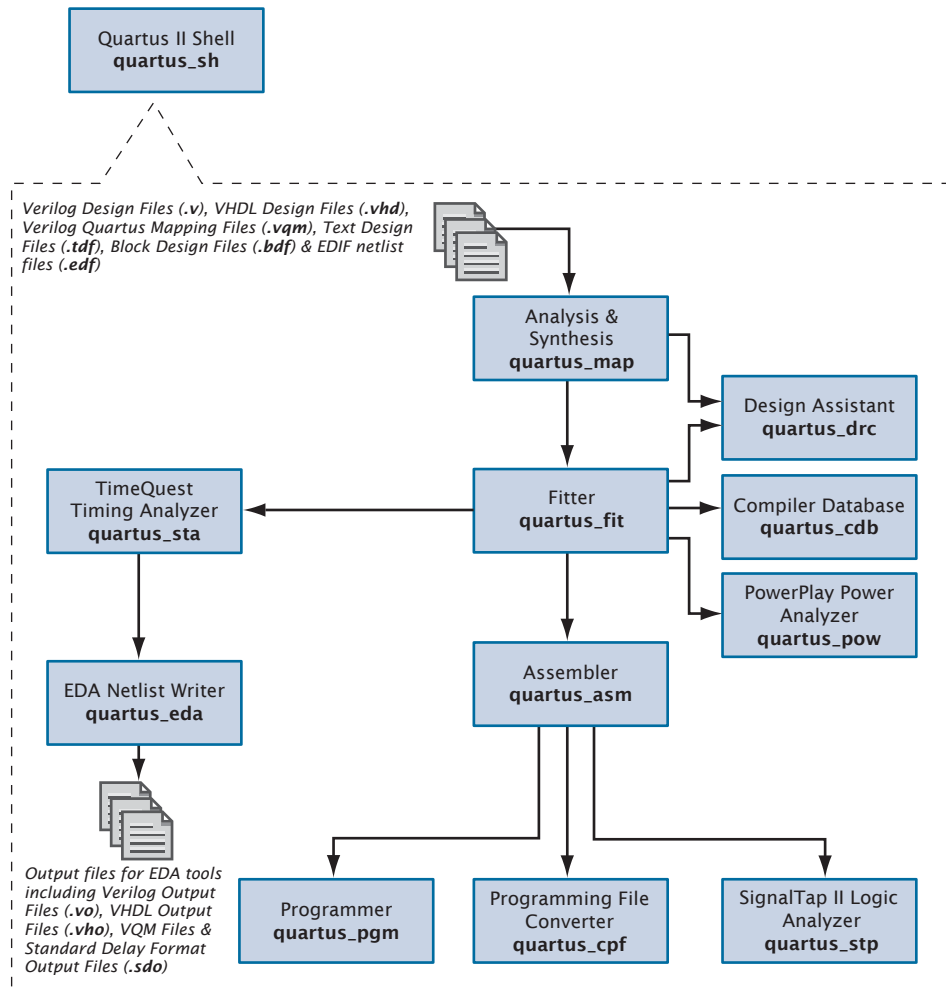 Quartus II Shell
quartus_sh
Verilog Design Files (.v), VHDL Design Files (.vhd),
Verilog Quartus Mapping Files (.vqm), Text Design
Files (.tdf), Block Design Files (.bdf) & EDIF netlist
files (.edf)
Analysis &
Synthesis
quartus_map
Design Assistant
quartus_drc
TimeQuest
Timing Analyzer
quartus_sta
Fitter
quartus_fit
Compiler Database
quartus_cdb
PowerPlay Power
Analyzer
quartus_pow
EDA Netlist Writer
quartus_eda
Assembler
quartus_asm
Output files for EDA tools
including Verilog Output
Files (.vo), VHDL Output
Files (.vho), VQM Files &
Standard Delay Format
Output Files (.sdo)
Programmer
quartus_pgm
Programming File
Converter
quartus_cpf
SignalTap II Logic
Analyzer
quartus_stp